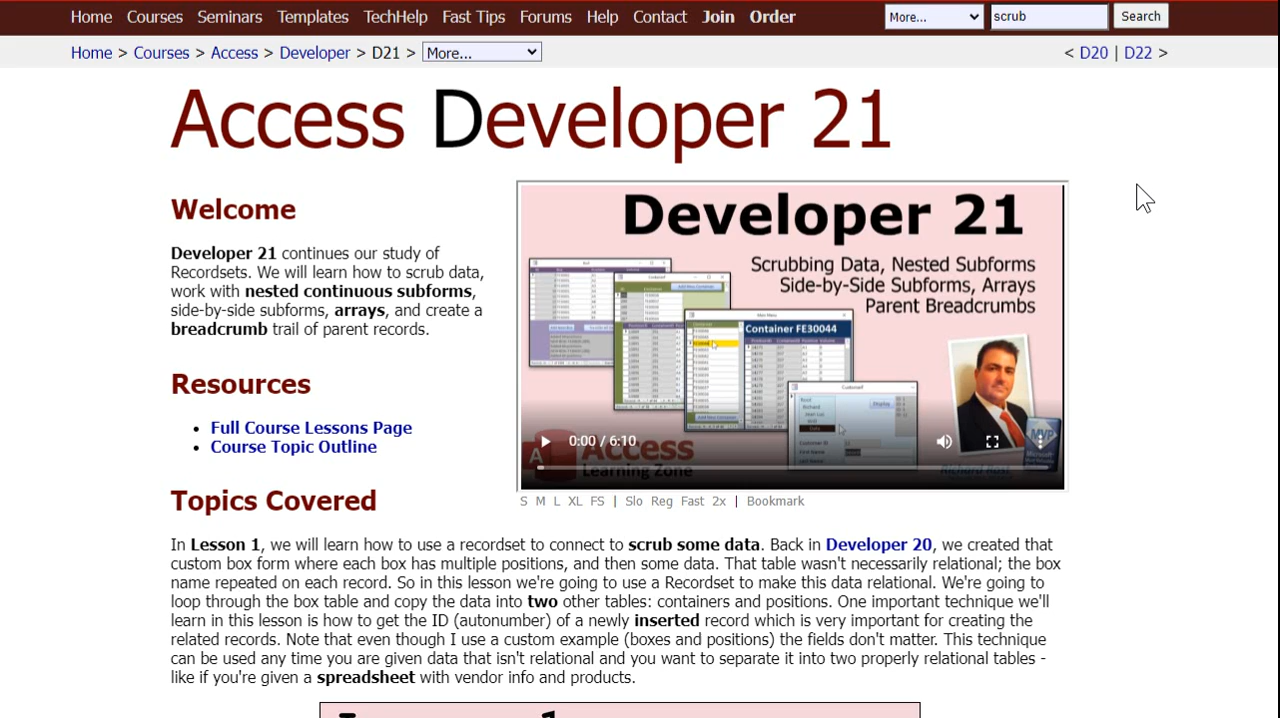 Home Courses Seminars Templates TechHelp Fast Tips Forums Help Contact Join Order More... scrub Search
Home > Courses > Access > Developer > D21 > More... < D20 | D22 >
Access Developer 21
Welcome
Developer 21 continues our study of
Recordsets. We will learn how to scrub data,
work with nested continuous subforms,
side-by-side subforms, arrays, and create a
breadcrumb trail of parent records.
Resources
• Full Course Lessons Page
• Course Topic Outline
Developer 21
Scrubbing Data, Nested Subforms
Side-by-Side Subforms, Arrays
Parent Breadcrumbs
Container FE30044
0:00 / 6:10
Access
Learning Zone
MVP
Richard Rost
S M L XL FS | Slo Reg Fast 2x | Bookmark
Topics Covered
In Lesson 1, we will learn how to use a recordset to connect to scrub some data. Back in Developer 20, we created that
custom box form where each box has multiple positions, and then some data. That table wasn't necessarily relational; the box
name repeated on each record. So in this lesson we're going to use a Recordset to make this data relational. We're going to
loop through the box table and copy the data into two other tables: containers and positions. One important technique we'll
learn in this lesson is how to get the ID (autonumber) of a newly inserted record which is very important for creating the
related records. Note that even though I use a custom example (boxes and positions) the fields don't matter. This technique
can be used any time you are given data that isn't relational and you want to separate it into two properly relational tables -
like if you're given a spreadsheet with vendor info and products.